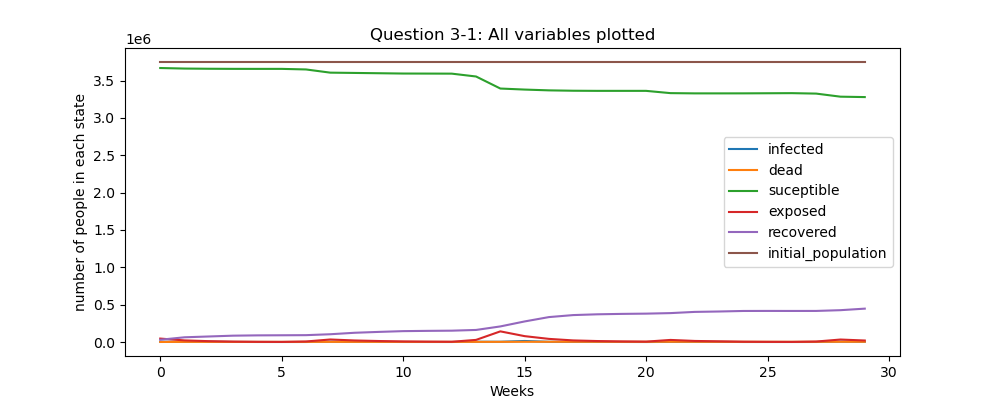 Question 3-1: All variables plotted
1e6
number of people in each state
3.5
3.0
2.5
2.0
1.5
1.0
0.5
0.0
infected
dead
suceptible
exposed
recovered
initial_population
0 5 10 15 20 25 30
Weeks